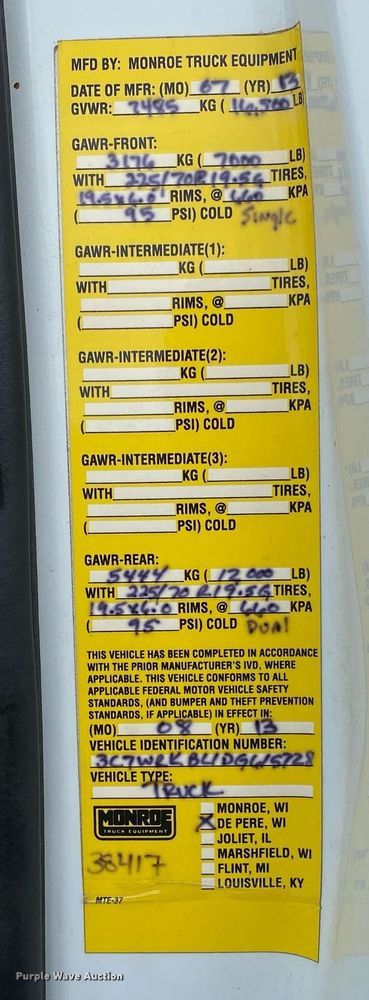 MFD BY: MONROE TRUCK EQUIPMENT
DATE OF MFR: (MO) 07 (YR) 13
GVWR: 7485 KG ( 16,500 LB
GAWR-FRONT:
3176 KG ( 7000 LB)
WITH 225/70R19.5G TIRES,
19.5x6.0 RIMS, @ 660 KPA
( 95 PSI) COLD Single
GAWR-INTERMEDIATE(1):
KG ( LB)
WITH TIRES,
RIMS, @ KPA
( PSI) COLD
GAWR-INTERMEDIATE(2):
KG ( LB)
WITH TIRES,
RIMS, @ KPA
( PSI) COLD
GAWR-INTERMEDIATE(3):
KG ( LB)
WITH TIRES,
RIMS, @ KPA
( PSI) COLD
GAWR-REAR:
5444 KG ( 12000 LB)
WITH 225/70 R19.5G TIRES,
19.5x6.0 RIMS, @ 660 KPA
( 95 PSI) COLD DUAl
THIS VEHICLE HAS BEEN COMPLETED IN ACCORDANCE
WITH THE PRIOR MANUFACTURER'S IVD, WHERE
APPLICABLE. THIS VEHICLE CONFORMS TO ALL
APPLICABLE FEDERAL MOTOR VEHICLE SAFETY
STANDARDS, (AND BUMPER AND THEFT PREVENTION
STANDARDS, IF APPLICABLE) IN EFFECT IN:
(MO) 08 (YR) 13
VEHICLE IDENTIFICATION NUMBER:
VEHICLE TYPE:
TRUCK
MONROE
TRUCK EQUIPMENT
MONROE, WI
X DE PERE, WI
JOLIET, IL
MARSHFIELD, WI
FLINT, MI
LOUISVILLE, KY
38417
MTE-37
Purple Wave Auction